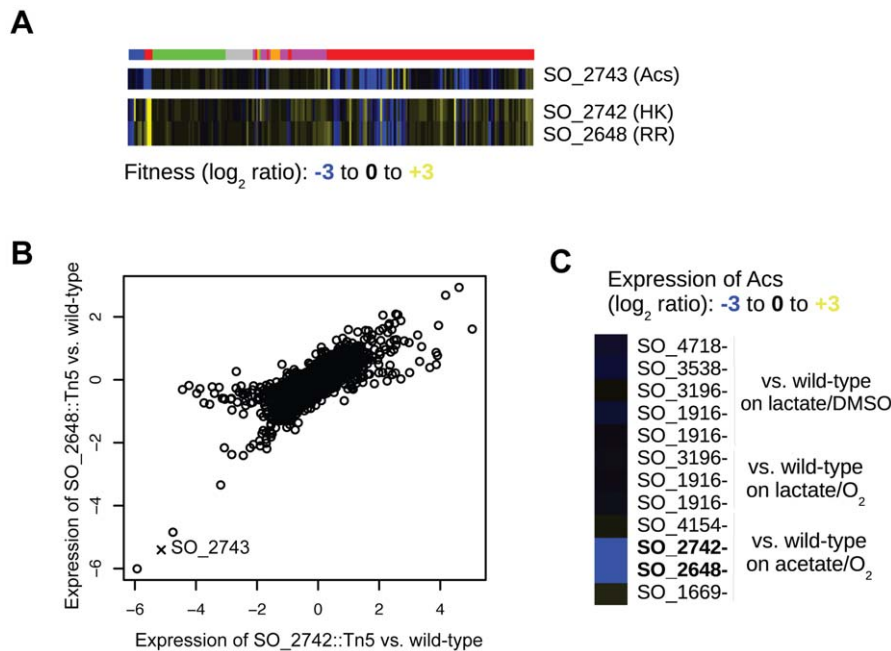 A
SO_2743 (Acs)
SO_2742 (HK)
SO_2648 (RR)
Fitness (log2 ratio): -3 to 0 to +3
B
Expression of SO_2648::Tn5 vs. wild-type
2
0
−2
−4
−6
SO_2743
−6 −4 −2 0 2 4
Expression of SO_2742::Tn5 vs. wild-type
C
Expression of Acs
(log2 ratio): -3 to 0 to +3
SO_4718-
SO_3538-
SO_3196-
SO_1916-
SO_1916-
vs. wild-type
on lactate/DMSO
SO_3196-
SO_1916-
SO_1916-
vs. wild-type
on lactate/O2
SO_4154-
SO_2742-
SO_2648-
SO_1669-
vs. wild-type
on acetate/O2